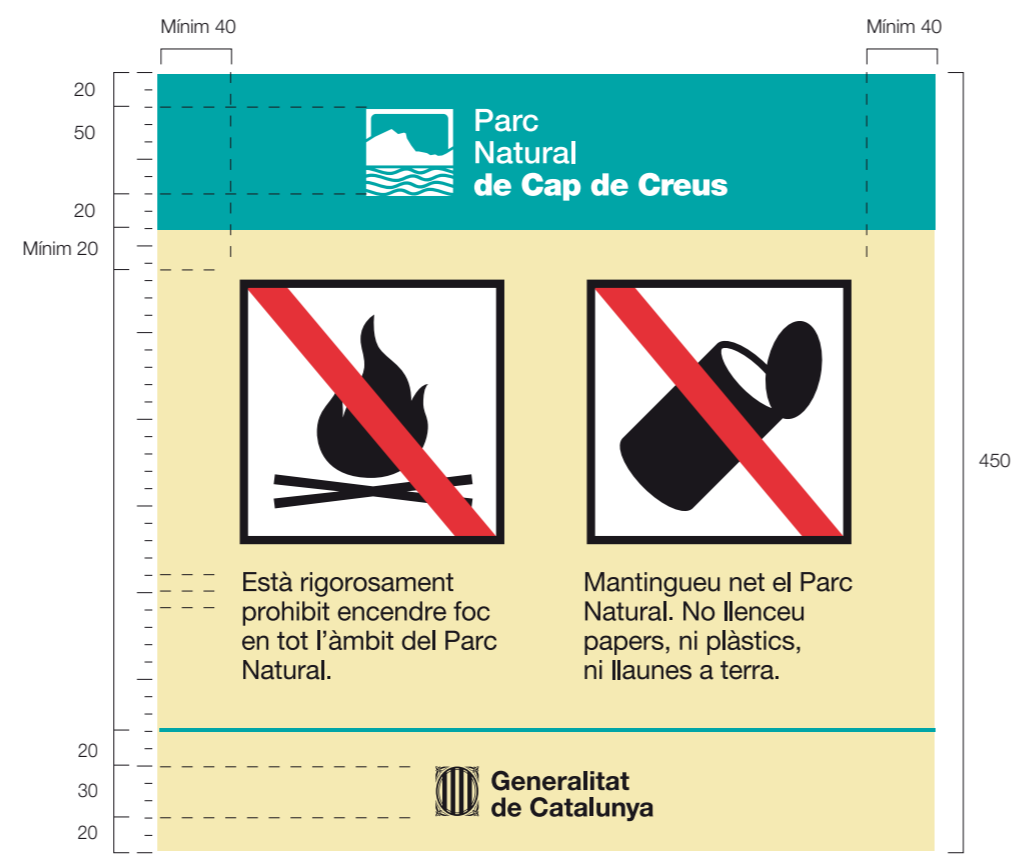 Mínim 40
Mínim 40
20
50
20
Mínim 20
Parc
Natural
de Cap de Creus
450
Està rigorosament
prohibit encendre foc
en tot l’àmbit del Parc
Natural.
Mantingueu net el Parc
Natural. No llenceu
papers, ni plàstics,
ni llaunes a terra.
20
30
20
Generalitat
de Catalunya